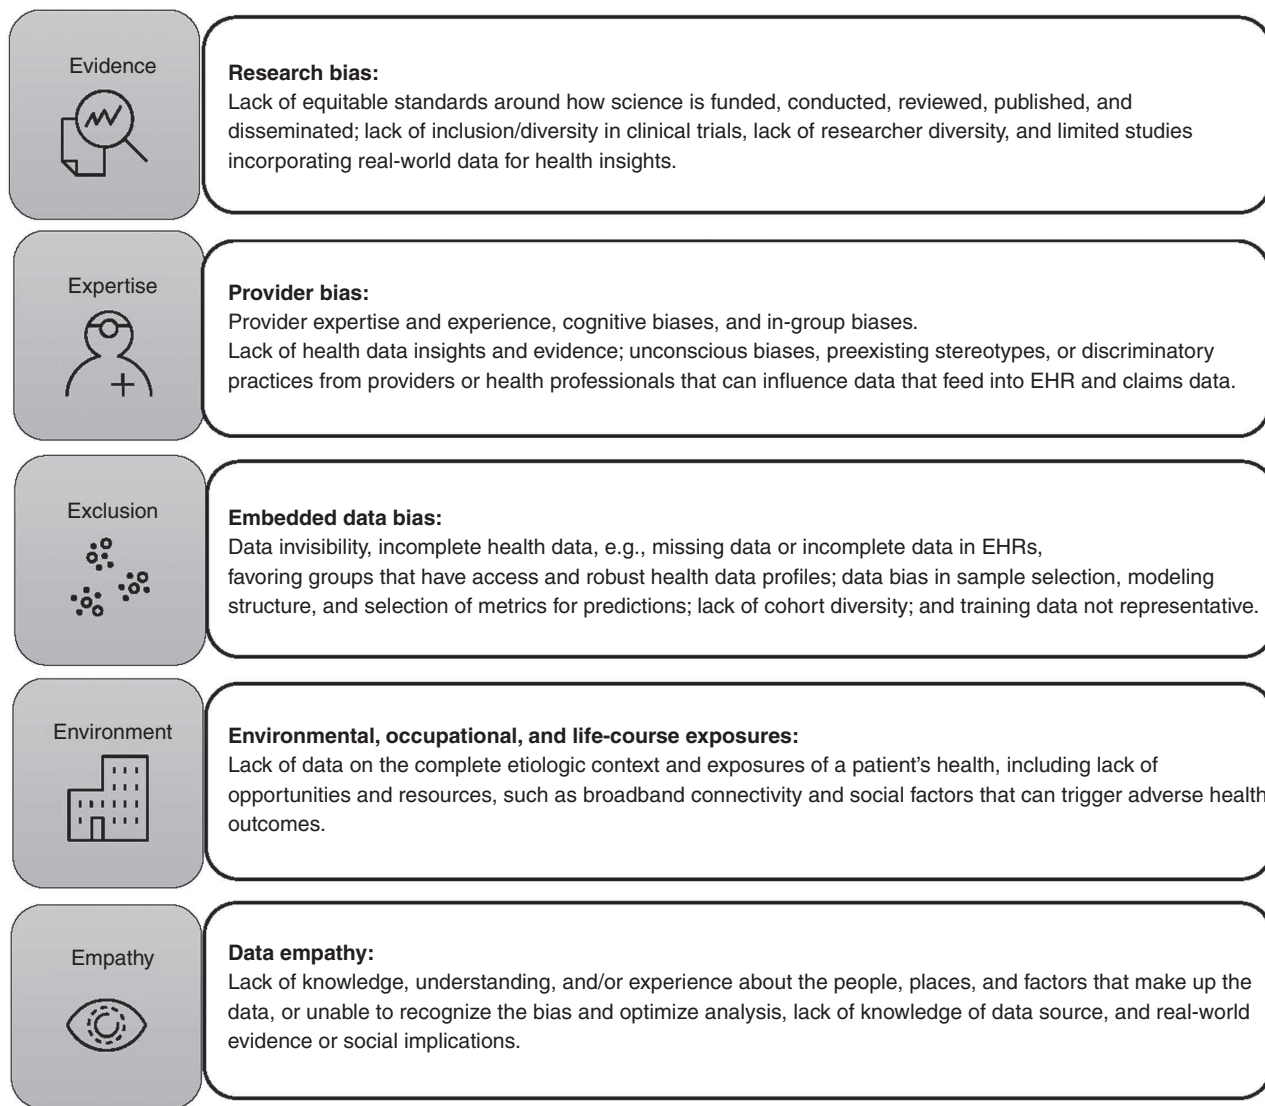 Evidence
Research bias:
Lack of equitable standards around how science is funded, conducted, reviewed, published, and
disseminated; lack of inclusion/diversity in clinical trials, lack of researcher diversity, and limited studies
incorporating real-world data for health insights.
Expertise
Provider bias:
Provider expertise and experience, cognitive biases, and in-group biases.
Lack of health data insights and evidence; unconscious biases, preexisting stereotypes, or discriminatory
practices from providers or health professionals that can influence data that feed into EHR and claims data.
Exclusion
Embedded data bias:
Data invisibility, incomplete health data, e.g., missing data or incomplete data in EHRs,
favoring groups that have access and robust health data profiles; data bias in sample selection, modeling
structure, and selection of metrics for predictions; lack of cohort diversity; and training data not representative.
Environment
Environmental, occupational, and life-course exposures:
Lack of data on the complete etiologic context and exposures of a patient’s health, including lack of
opportunities and resources, such as broadband connectivity and social factors that can trigger adverse health
outcomes.
Empathy
Data empathy:
Lack of knowledge, understanding, and/or experience about the people, places, and factors that make up the
data, or unable to recognize the bias and optimize analysis, lack of knowledge of data source, and real-world
evidence or social implications.